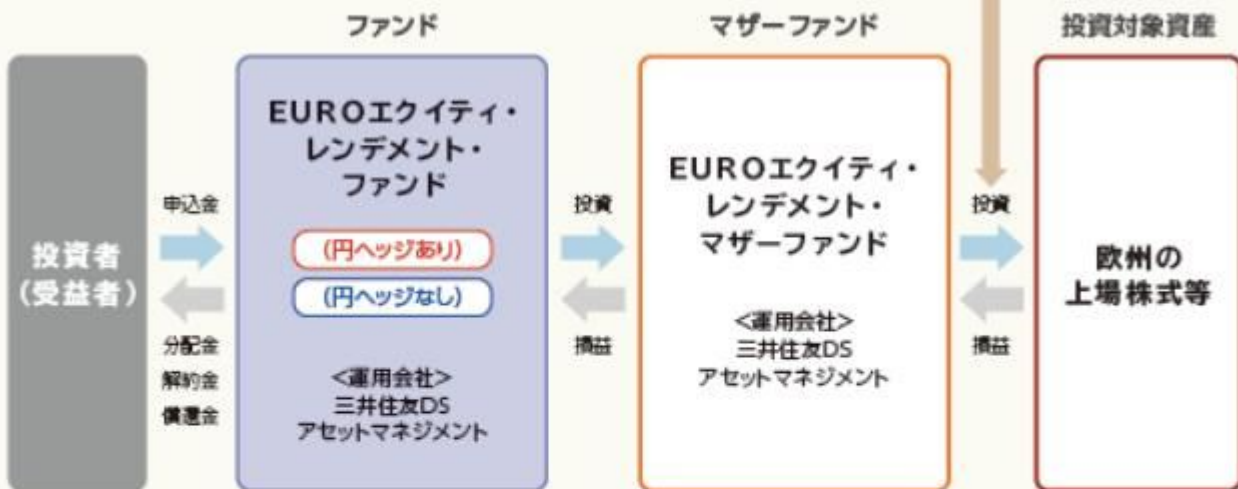 ファンド
マザーファンド
投資対象資産
投資者
(受益者)
申込金
分配金
解約金
償還金
EUROエクイティ・
レンデメント・
ファンド
(円ヘッジあり)
(円ヘッジなし)
<運用会社>
三井住友DS
アセットマネジメント
投資
損益
EUROエクイティ・
レンデメント・
マザーファンド
<運用会社>
三井住友DS
アセットマネジメント
投資
損益
欧州の
上場株式等